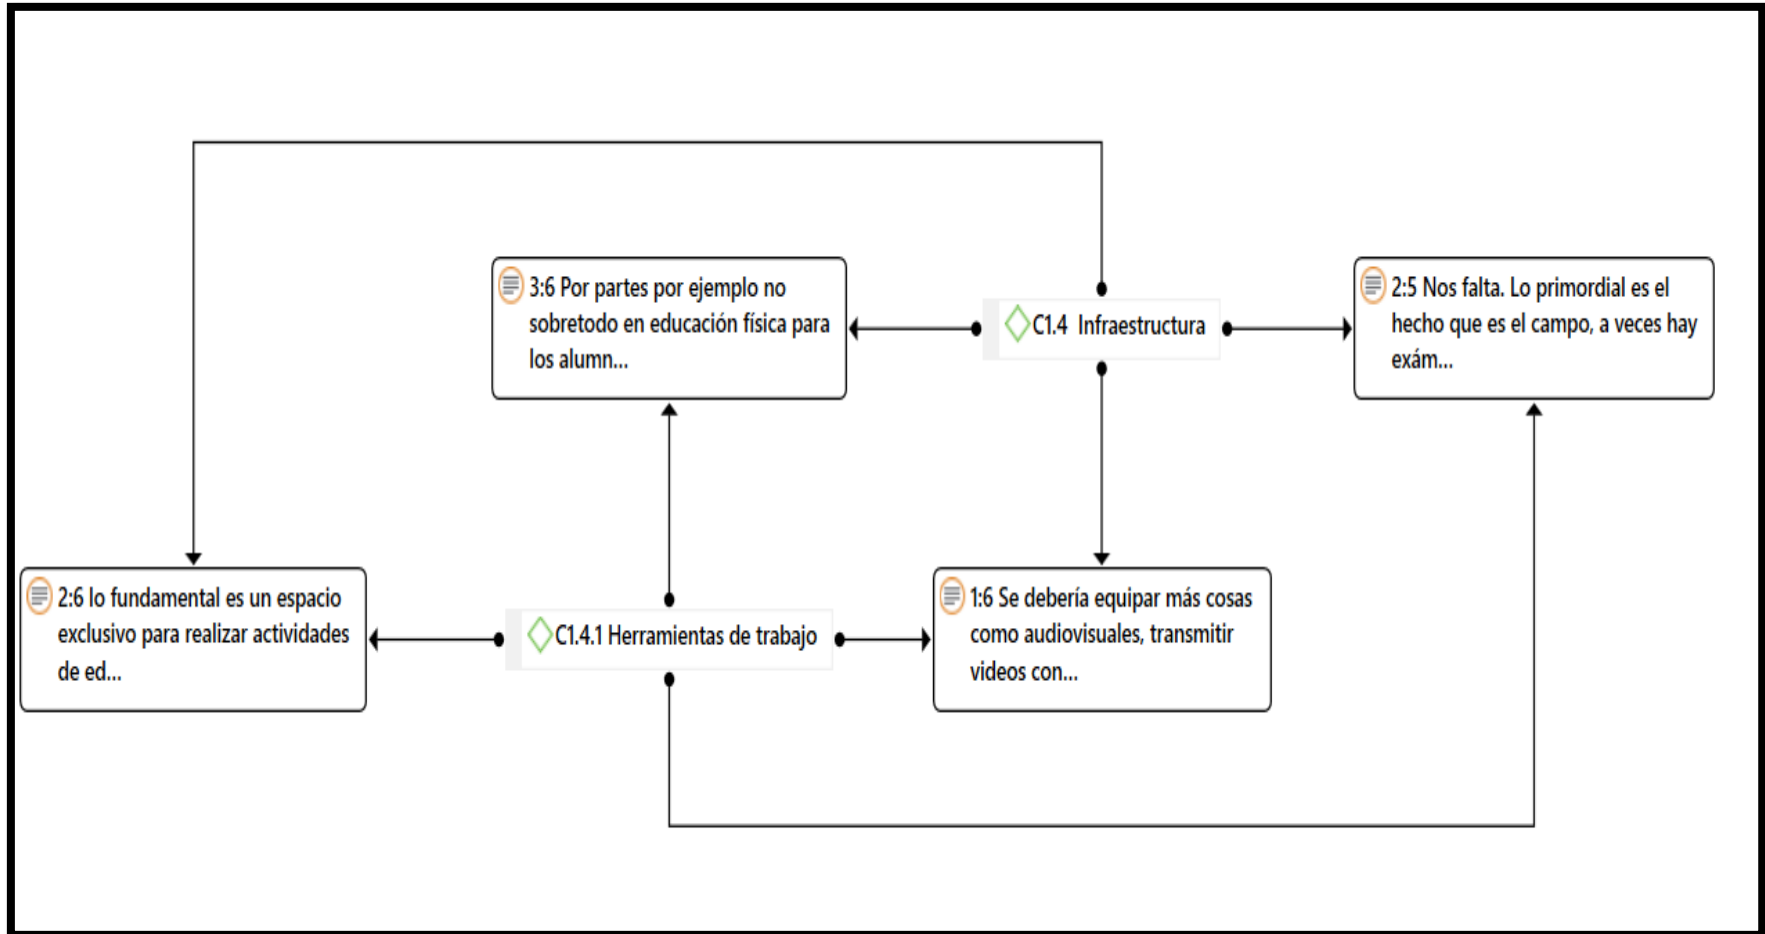 3:6 Por partes por ejemplo no
sobretodo en educación física para
los alumn...
C1.4 Infraestructura
2:5 Nos falta. Lo primordial es el
hecho que es el campo, a veces hay
exám...
2:6 lo fundamental es un espacio
exclusivo para realizar actividades
de ed...
C1.4.1 Herramientas de trabajo
1:6 Se debería equipar más cosas
como audiovisuales, transmitir
videos con...